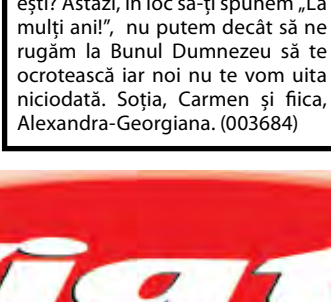 ești? Astăzi, în loc să-ți spunem „La
mulți ani!”, nu putem decât să ne
rugăm la Bunul Dumnezeu să te
ocrotească iar noi nu te vom uita
niciodată. Soția, Carmen și fiica,
Alexandra-Georgiana. (003684)